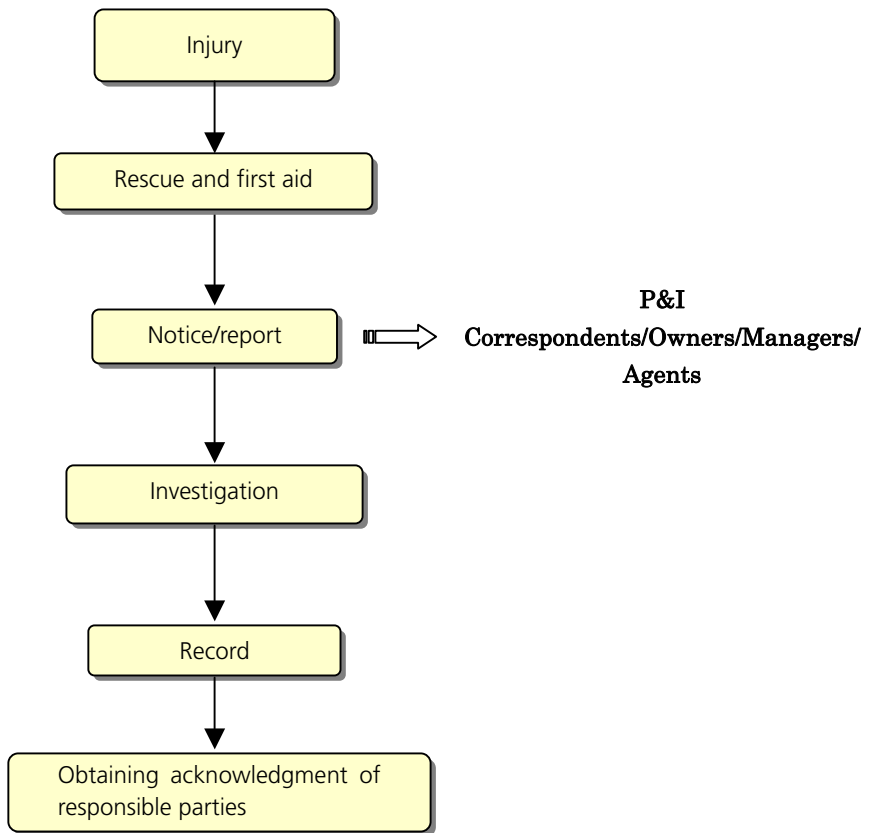 Injury
Rescue and first aid
Notice/report
P&I
Correspondents/Owners/Managers/
Agents
Investigation
Record
Obtaining acknowledgment of
responsible parties